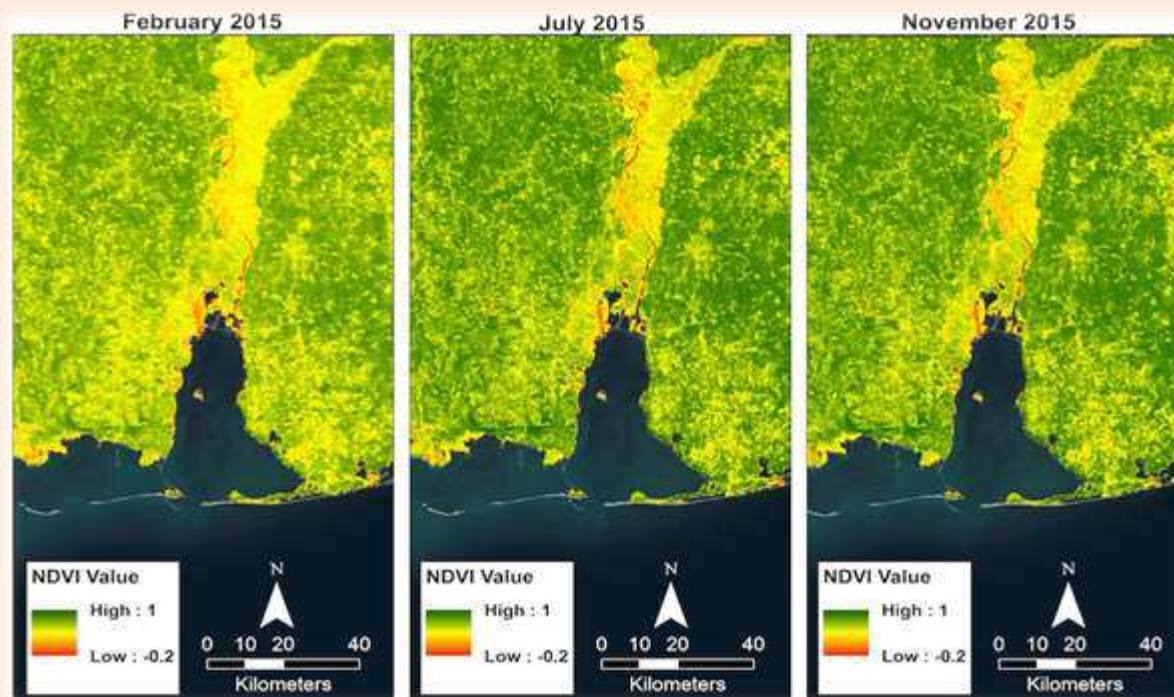 February 2015
July 2015
November 2015
NDVI Value
High : 1
Low : -0.2
N
0 10 20 40
Kilometers
NDVI Value
High : 1
Low : -0.2
N
0 10 20 40
Kilometers
NDVI Value
High : 1
Low : -0.2
N
0 10 20 40
Kilometers